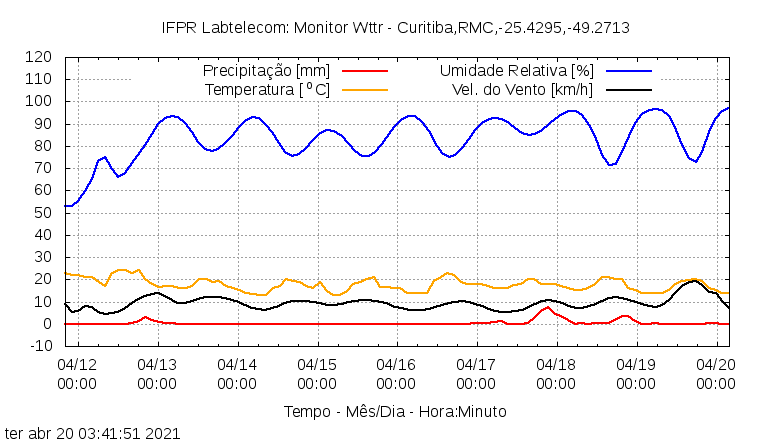 IFPR Labtelecom: Monitor Wttr - Curitiba,RMC,-25.4295,-49.2713
Precipitação [mm]
Temperatura [ ⁰C]
Umidade Relativa [%]
Vel. do Vento [km/h]
120
110
100
90
80
70
60
50
40
30
20
10
0
-10
04/12 04/13 04/14 04/15 04/16 04/17 04/18 04/19 04/20
00:00 00:00 00:00 00:00 00:00 00:00 00:00 00:00 00:00
Tempo - Mês/Dia - Hora:Minuto
ter abr 20 03:41:51 2021